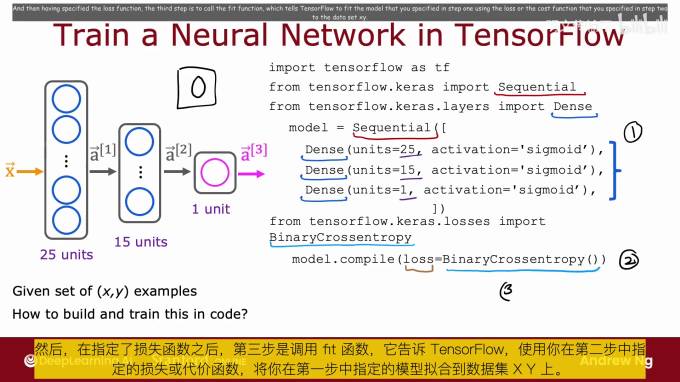 And then having specified the loss function, the third step is to call the fit function, which tells TensorFlow to fit the model that you specified in step one using the loss or the cost function that you specified in step two
to the data set xy.
Train a Neural Network in TensorFlow
0
x
a[1]
a[2]
a[3]
25 units
15 units
1 unit
import tensorflow as tf
from tensorflow.keras import Sequential
from tensorflow.keras.layers import Dense
model = Sequential([
Dense(units=25, activation='sigmoid'),
Dense(units=15, activation='sigmoid'),
Dense(units=1, activation='sigmoid'),
])
①
from tensorflow.keras.losses import
BinaryCrossentropy
model.compile(loss=BinaryCrossentropy())
②
③
Given set of (x,y) examples
How to build and train this in code?
DeepLearning.AI
Stanford
Andrew Ng
然后，在指定了损失函数之后，第三步是调用 fit 函数，它告诉 TensorFlow，使用你在第二步中指
定的损失或代价函数，将你在第一步中指定的模型拟合到数据集 X Y 上。